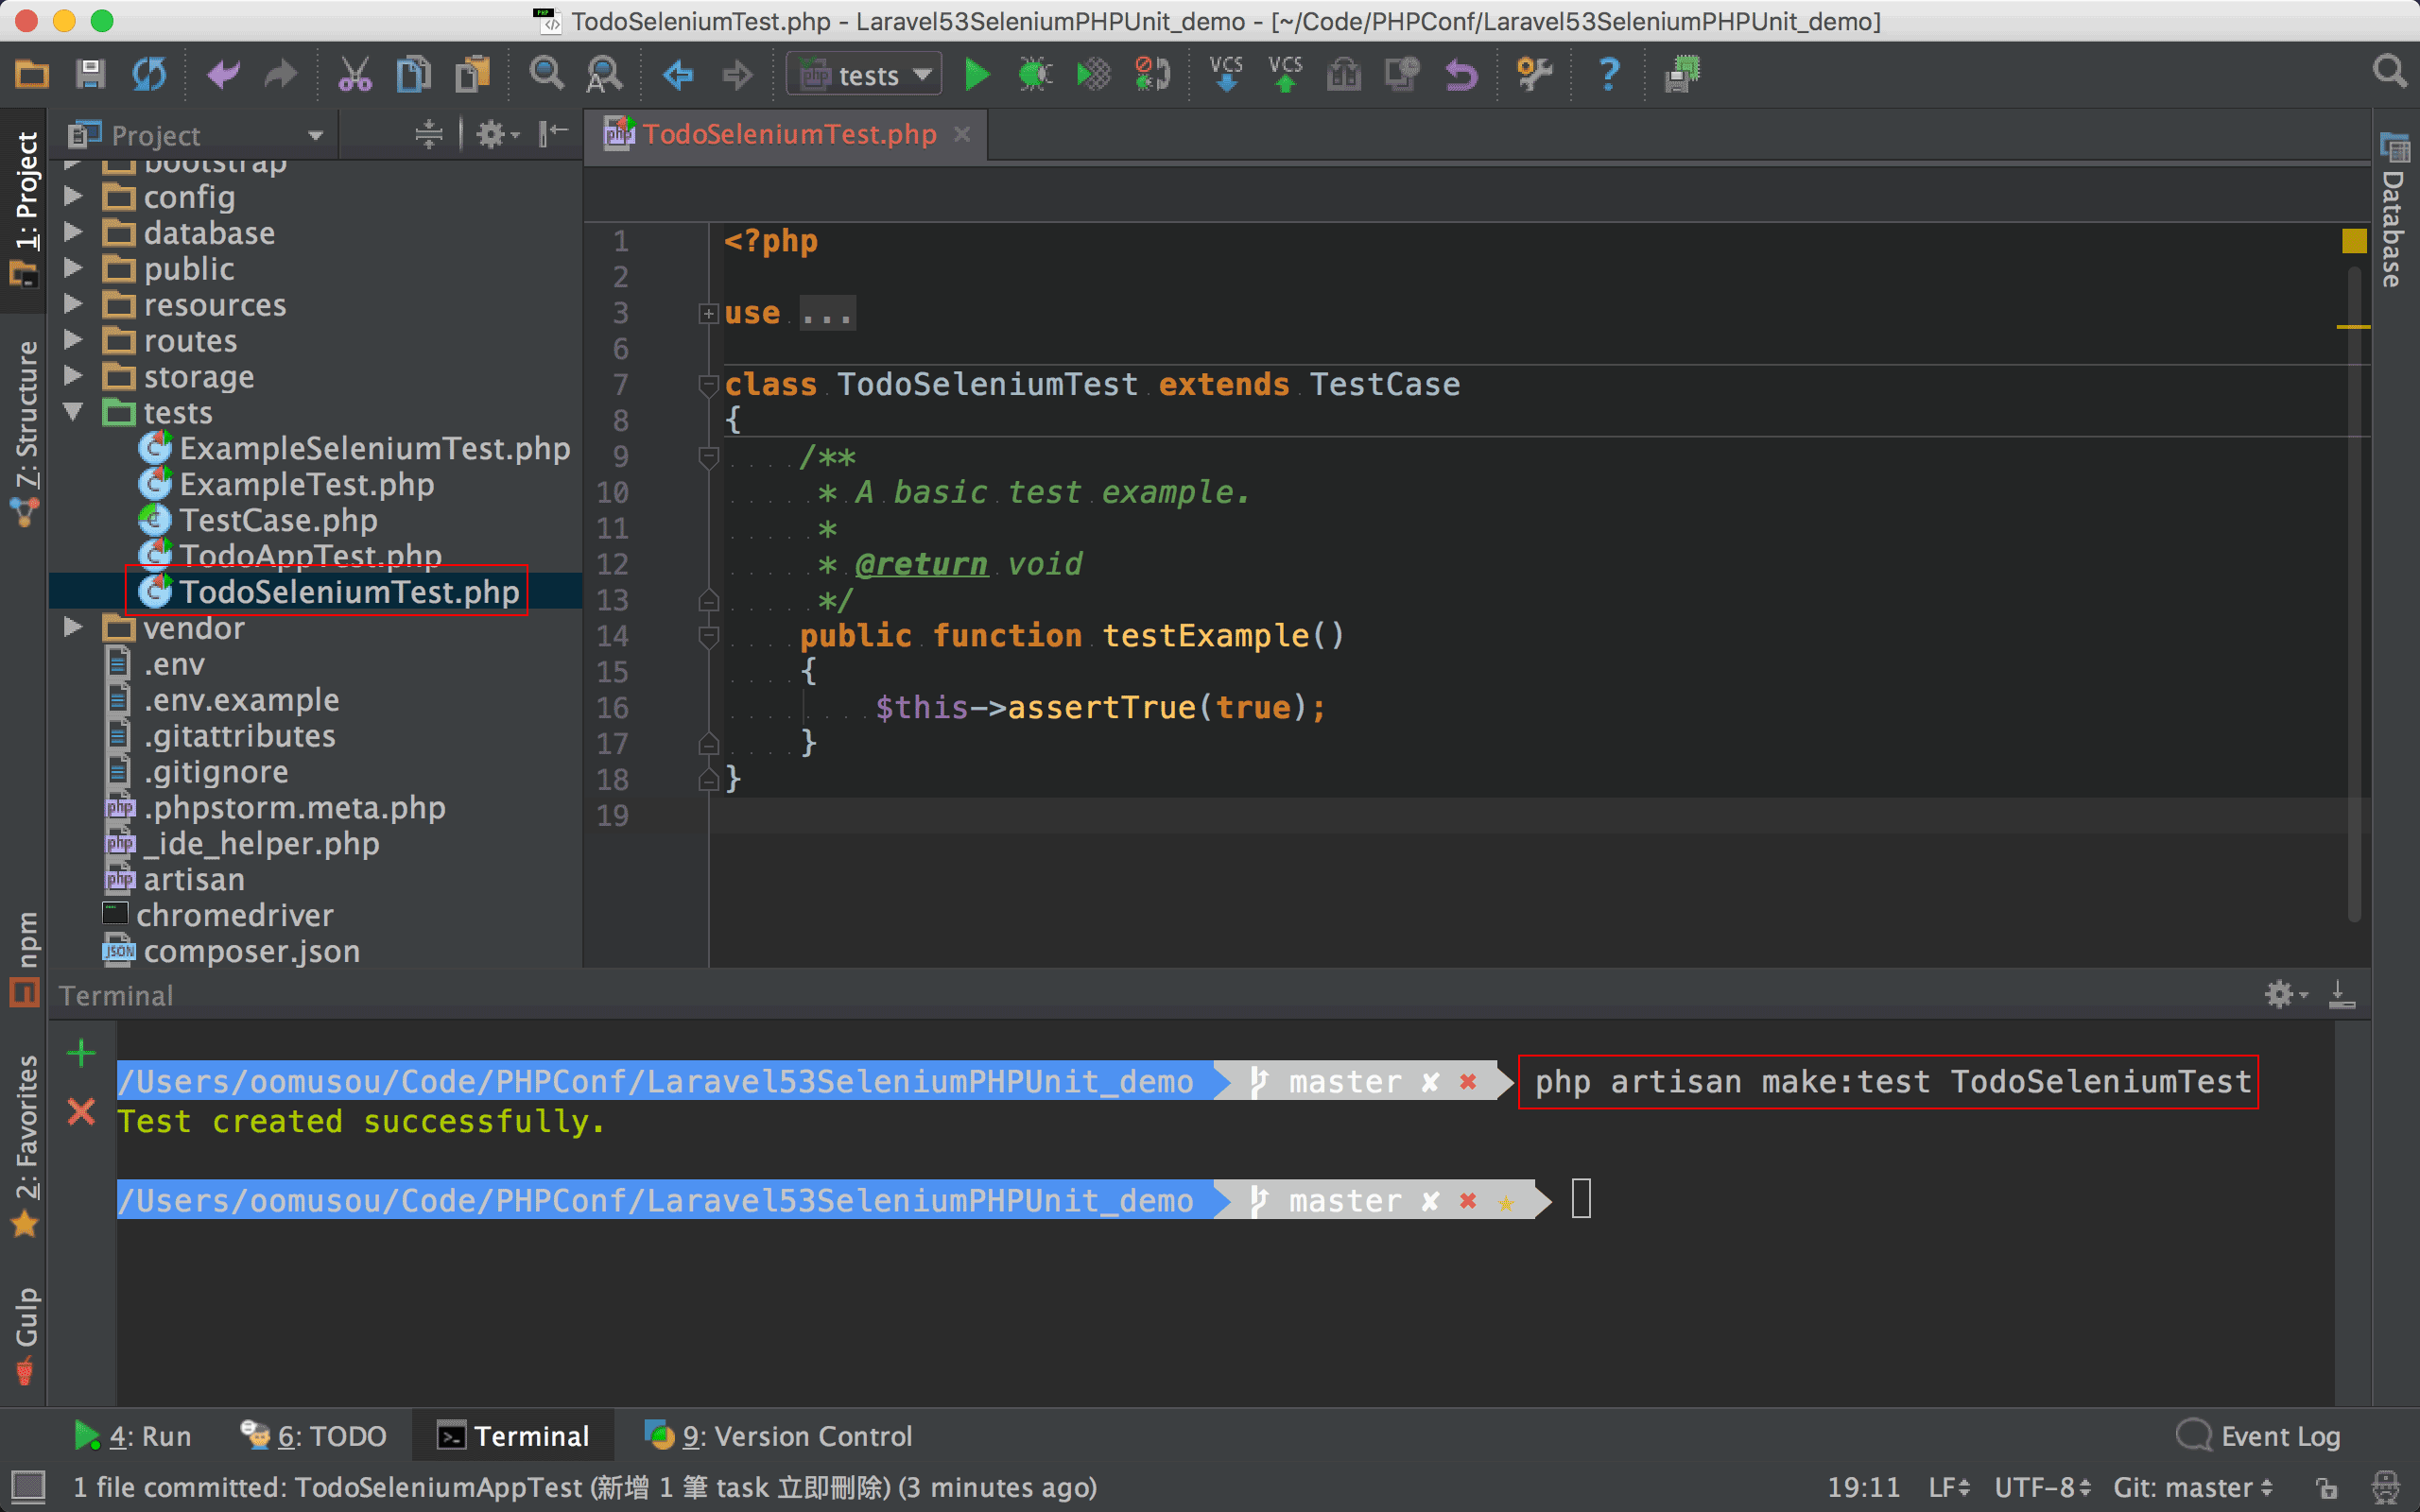 TodoSeleniumTest.php - Laravel53SeleniumPHPUnit_demo - [~/Code/PHPConf/Laravel53SeleniumPHPUnit_demo]
php tests VCS VCS
1: Project
7: Structure
npm
2: Favorites
Gulp
Project
bootstrap
config
database
public
resources
routes
storage
tests
ExampleSeleniumTest.php
ExampleTest.php
TestCase.php
TodoAppTest.php
TodoSeleniumTest.php
vendor
.env
.env.example
.gitattributes
.gitignore
.phpstorm.meta.php
_ide_helper.php
artisan
chromedriver
composer.json
TodoSeleniumTest.php
1 <?php
2
3 use ...
6
7 class TodoSeleniumTest extends TestCase
8 {
9 /**
10 * A basic test example.
11 *
12 * @return void
13 */
14 public function testExample()
15 {
16 $this->assertTrue(true);
17 }
18 }
19
Database
Terminal
/Users/oomusou/Code/PHPConf/Laravel53SeleniumPHPUnit_demo master ✘ ✖ php artisan make:test TodoSeleniumTest
Test created successfully.
/Users/oomusou/Code/PHPConf/Laravel53SeleniumPHPUnit_demo master ✘ ✖ ★
4: Run 6: TODO Terminal 9: Version Control Event Log
1 file committed: TodoSeleniumAppTest (新增 1 筆 task 立即刪除) (3 minutes ago) 19:11 LF UTF-8 Git: master